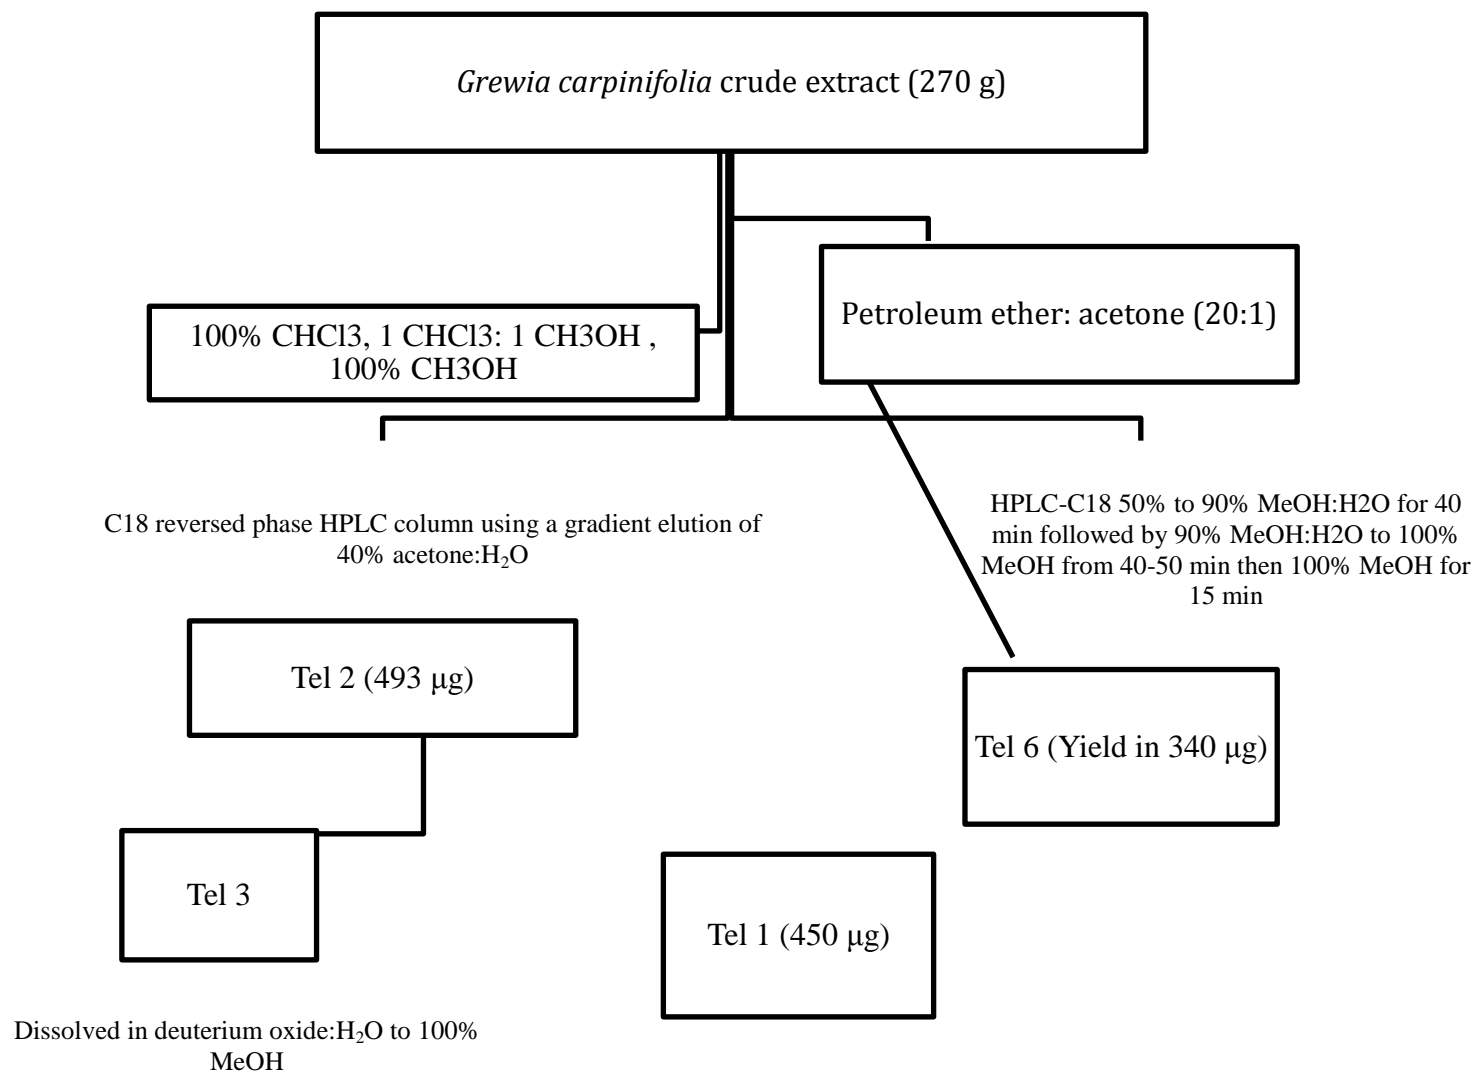 Grewia carpinifolia crude extract (270 g)
Petroleum ether: acetone (20:1)
100% CHCl3, 1 CHCl3: 1 CH3OH ,
100% CH3OH
C18 reversed phase HPLC column using a gradient elution of
40% acetone:H₂O
HPLC-C18 50% to 90% MeOH:H2O for 40
min followed by 90% MeOH:H2O to 100%
MeOH from 40-50 min then 100% MeOH for
15 min
Tel 2 (493 µg)
Tel 6 (Yield in 340 µg)
Tel 3
Tel 1 (450 µg)
Dissolved in deuterium oxide:H₂O to 100%
MeOH